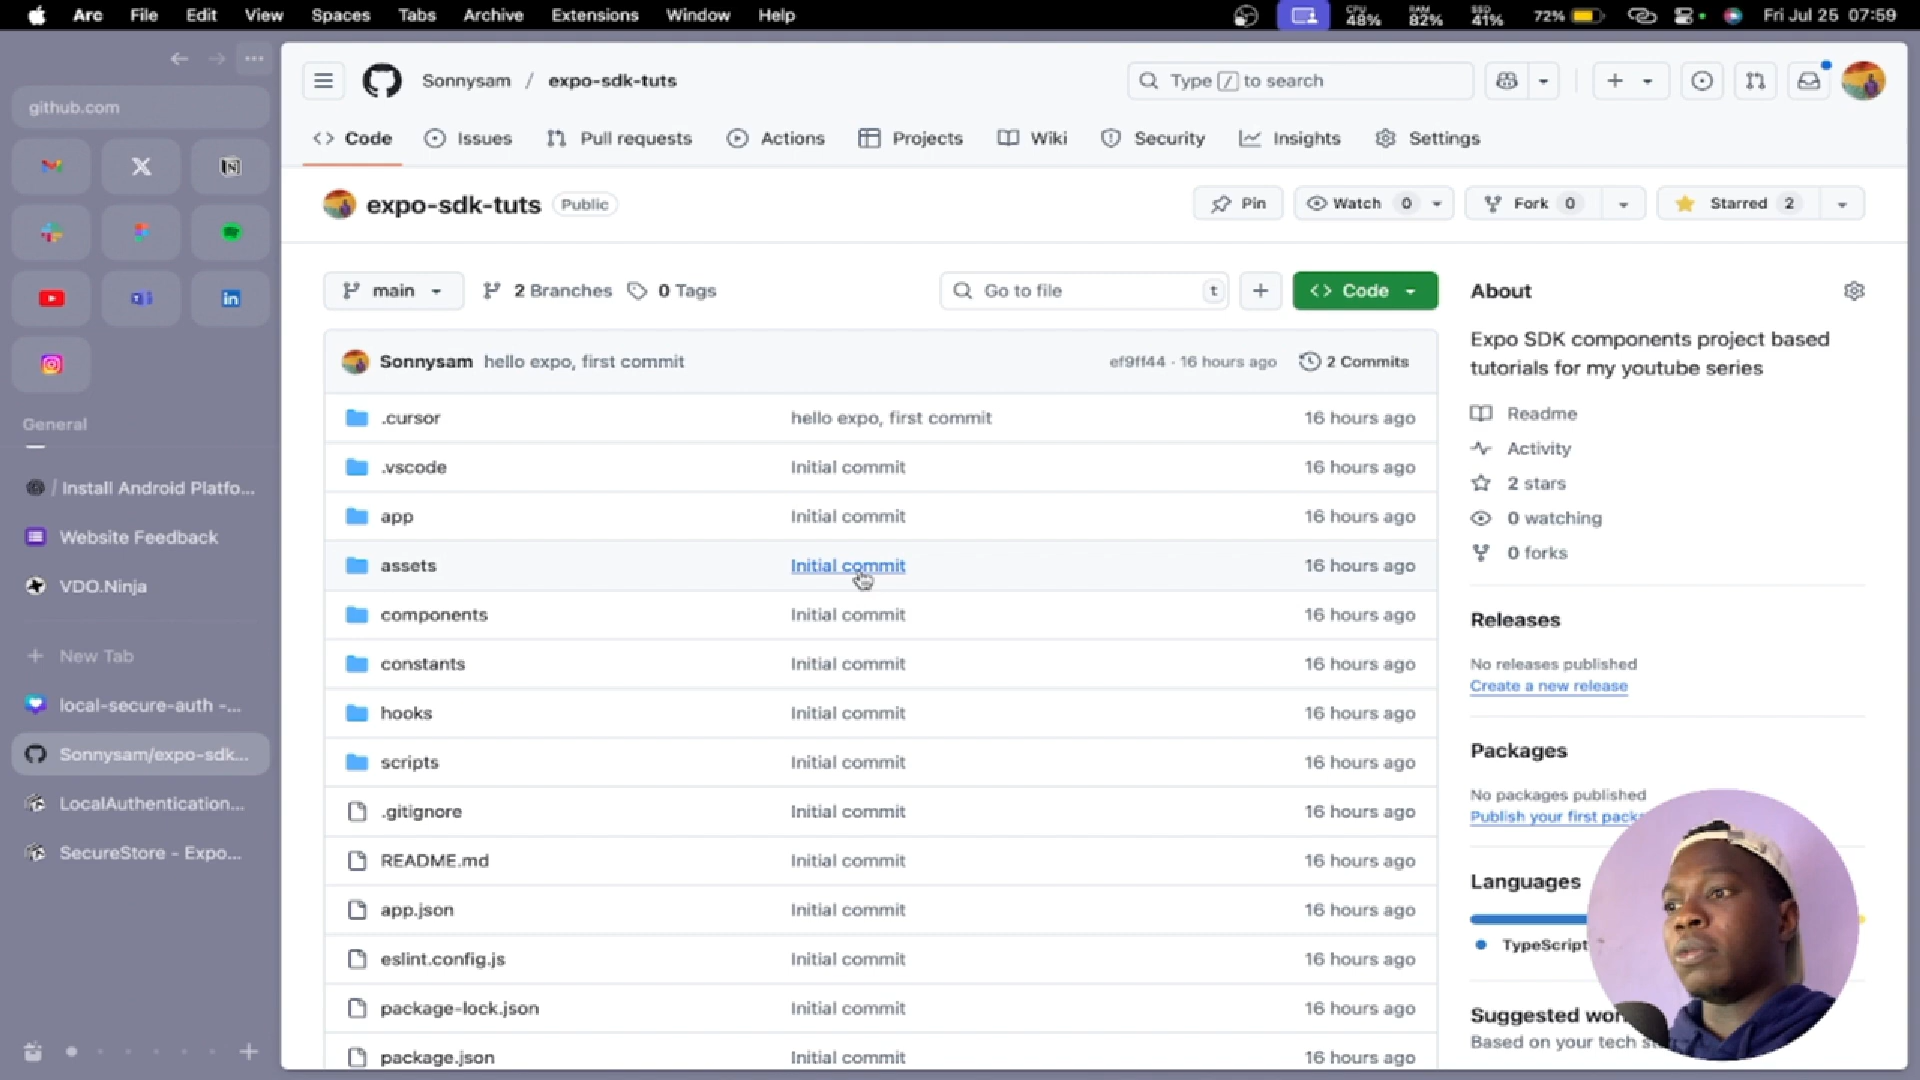 Arc File Edit View Spaces Tabs Archive Extensions Window Help
CPU 48% RAM 82% SSD 41% 72% Fri Jul 25 07:59
github.com
General
/ Install Android Platfo...
Website Feedback
VDO.Ninja
+ New Tab
local-secure-auth -...
Sonnysam/expo-sdk...
LocalAuthentication...
SecureStore - Expo...
Sonnysam / expo-sdk-tuts
Type / to search
Code Issues Pull requests Actions Projects Wiki Security Insights Settings
expo-sdk-tuts Public
Pin Watch 0 Fork 0 Starred 2
main 2 Branches 0 Tags
Go to file t
Code
Sonnysam hello expo, first commit ef9ff44 · 16 hours ago 2 Commits
.cursor hello expo, first commit 16 hours ago
.vscode Initial commit 16 hours ago
app Initial commit 16 hours ago
assets Initial commit 16 hours ago
components Initial commit 16 hours ago
constants Initial commit 16 hours ago
hooks Initial commit 16 hours ago
scripts Initial commit 16 hours ago
.gitignore Initial commit 16 hours ago
README.md Initial commit 16 hours ago
app.json Initial commit 16 hours ago
eslint.config.js Initial commit 16 hours ago
package-lock.json Initial commit 16 hours ago
package.json Initial commit 16 hours ago
About
Expo SDK components project based
tutorials for my youtube series
Readme
Activity
2 stars
0 watching
0 forks
Releases
No releases published
Create a new release
Packages
No packages published
Publish your first
Languages
TypeScript
Suggested
Based on your tech